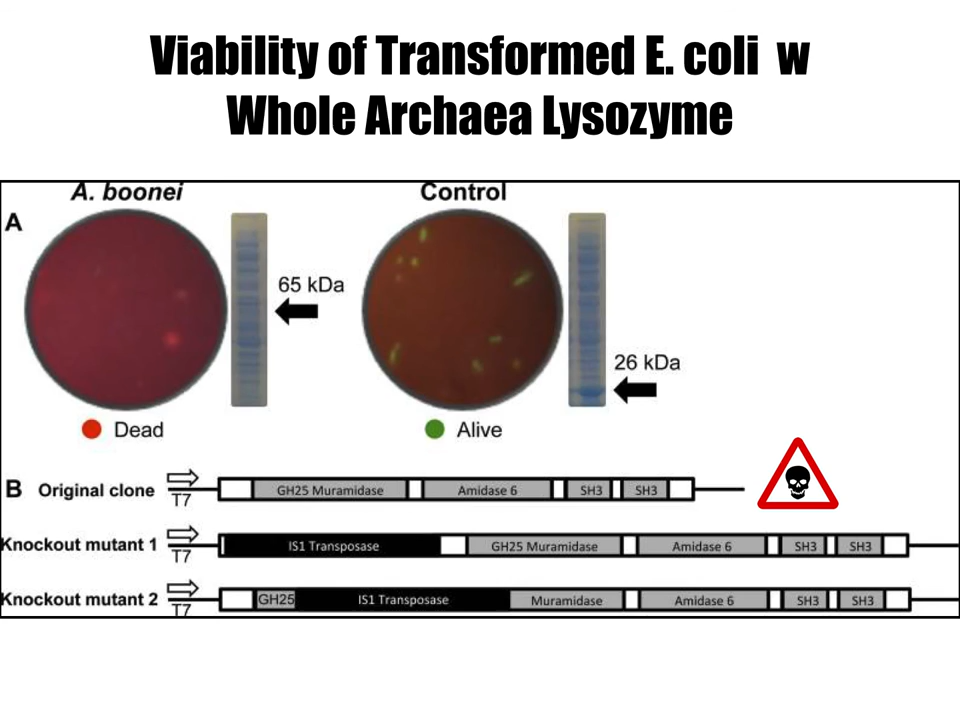 Viability of Transformed E. coli w
Whole Archaea Lysozyme
A. boonei
Control
A
65 kDa
26 kDa
Dead
Alive
B
Original clone
T7
GH25 Muramidase
Amidase 6
SH3
SH3
Knockout mutant 1
T7
IS1 Transposase
GH25 Muramidase
Amidase 6
SH3
SH3
Knockout mutant 2
T7
GH25
IS1 Transposase
Muramidase
Amidase 6
SH3
SH3